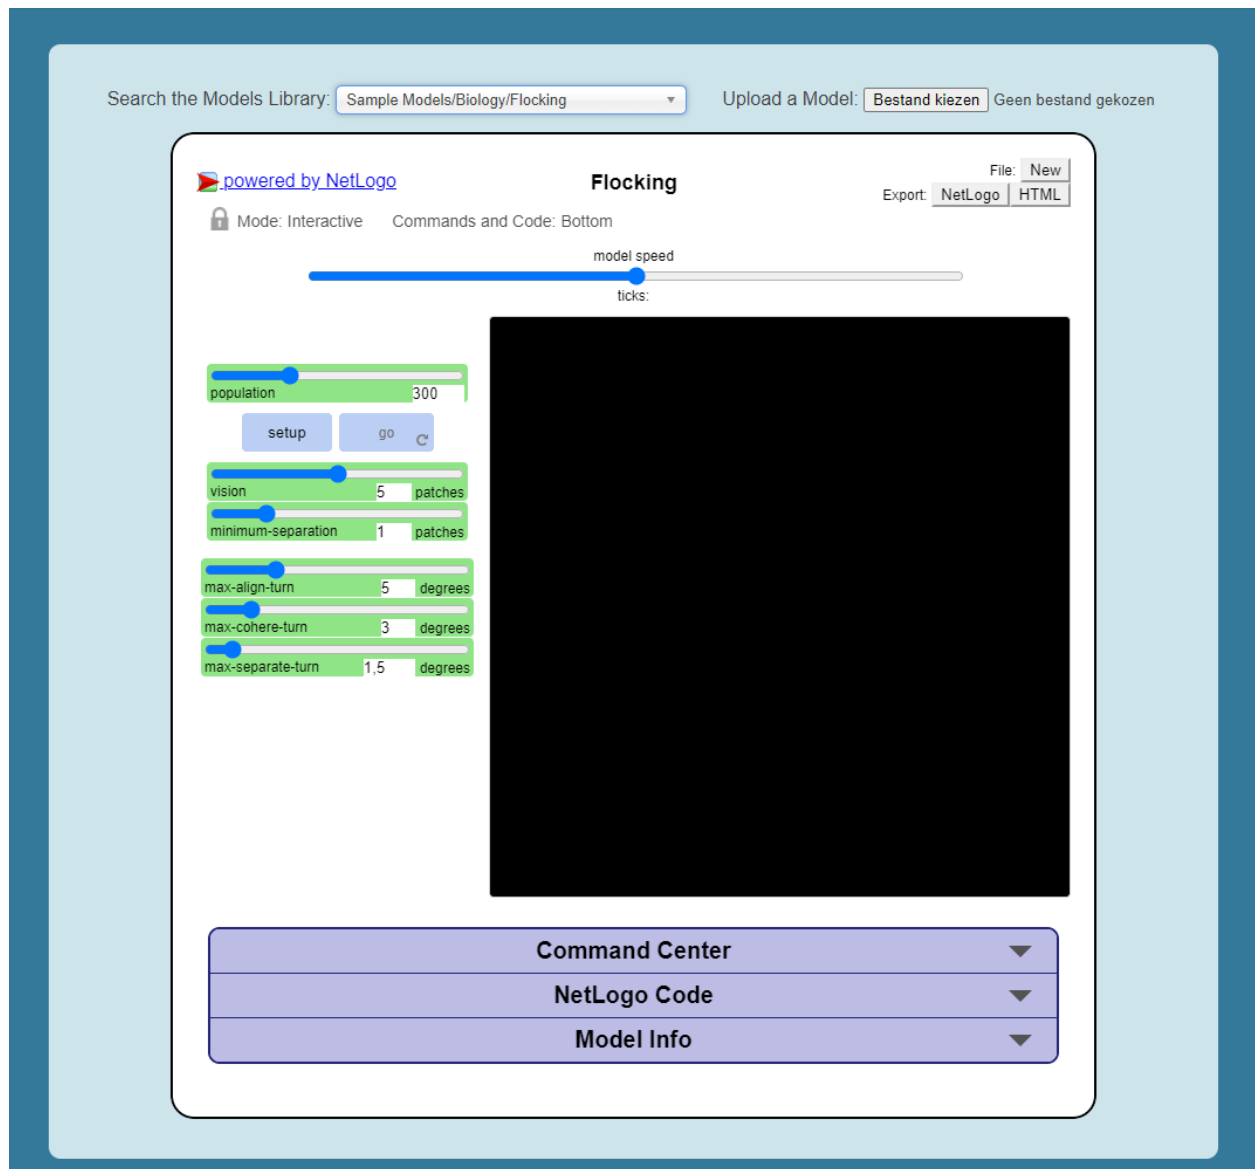 Search the Models Library: Sample Models/Biology/Flocking Upload a Model: Bestand kiezen Geen bestand gekozen
powered by NetLogo
Flocking
File: New
Export: NetLogo HTML
Mode: Interactive Commands and Code: Bottom
model speed
ticks:
population 300
setup go
vision 5 patches
minimum-separation 1 patches
max-align-turn 5 degrees
max-cohere-turn 3 degrees
max-separate-turn 1,5 degrees
Command Center
NetLogo Code
Model Info